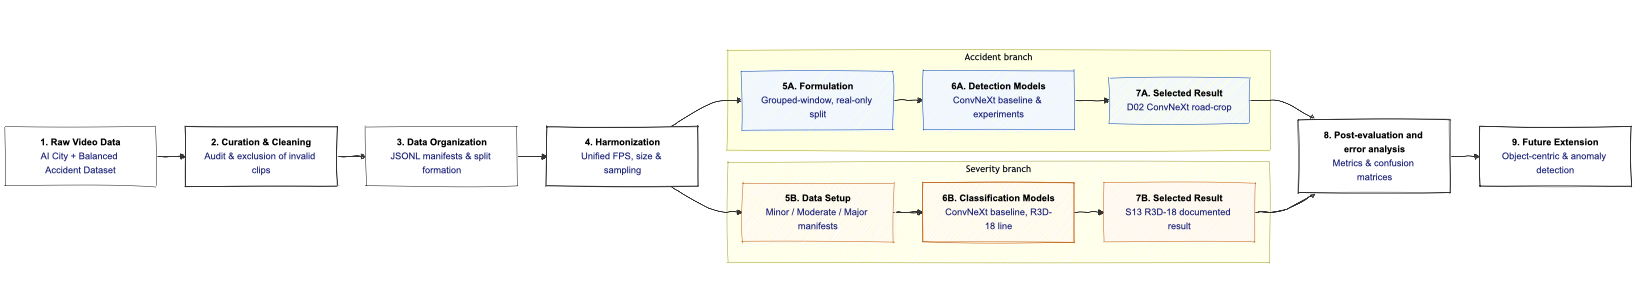 1. Raw Video Data
AI City + Balanced
Accident Dataset
2. Curation & Cleaning
Audit & exclusion of invalid
clips
3. Data Organization
JSONL manifests & split
formation
4. Harmonization
Unified FPS, size &
sampling
Accident branch
5A. Formulation
Grouped-window, real-only
split
6A. Detection Models
ConvNeXt baseline &
experiments
7A. Selected Result
D02 ConvNeXt road-crop
Severity branch
5B. Data Setup
Minor / Moderate / Major
manifests
6B. Classification Models
ConvNeXt baseline, R3D-
18 line
7B. Selected Result
S13 R3D-18 documented
result
8. Post-evaluation and
error analysis
Metrics & confusion
matrices
9. Future Extension
Object-centric & anomaly
detection